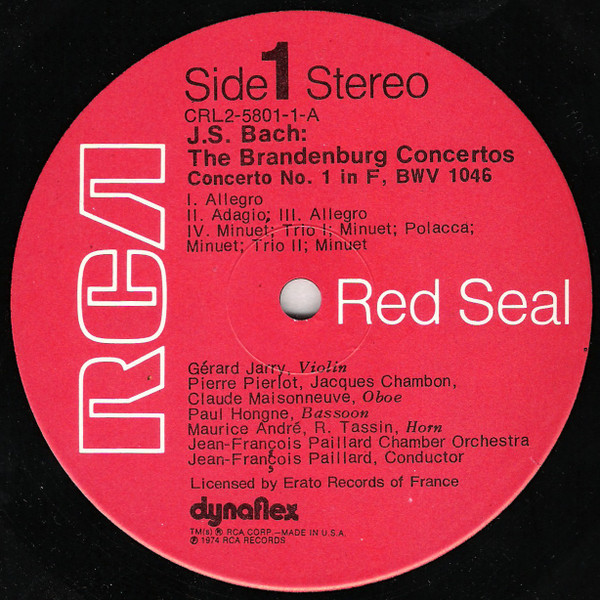 Side 1 Stereo
CRL2-5801-1-A
J.S. Bach:
The Brandenburg Concertos
Concerto No. 1 in F, BWV 1046
I. Allegro
II. Adagio; III. Allegro
IV. Minuet; Trio I; Minuet; Polacca;
Minuet; Trio II; Minuet
RCA
Red Seal
Gérard Jarry, Violin
Pierre Pierlot, Jacques Chambon,
Claude Maisonneuve, Oboe
Paul Hongne, Bassoon
Maurice André, R. Tassin, Horn
Jean-François Paillard Chamber Orchestra
Jean-François Paillard, Conductor
Licensed by Erato Records of France
dynaflex
TM(s) ® RCA CORP.—MADE IN U.S.A.
℗ 1974 RCA RECORDS